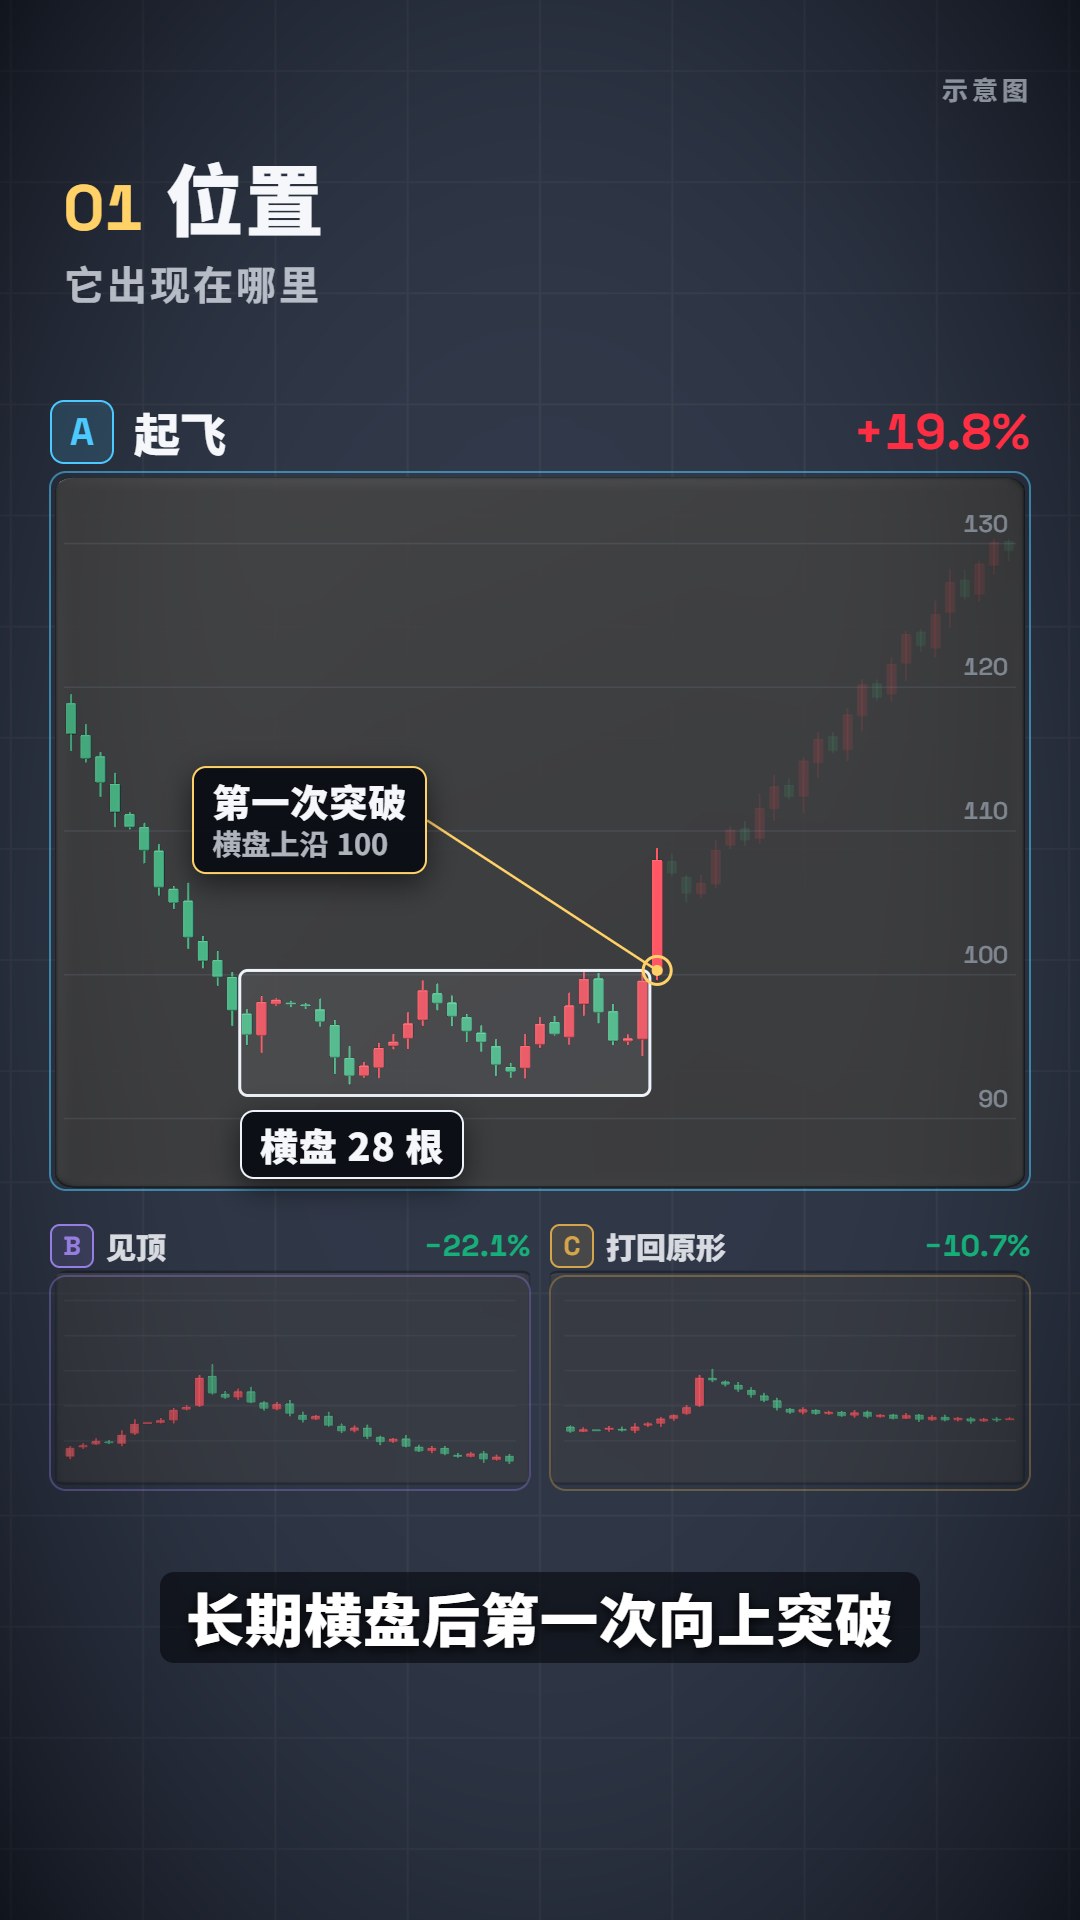 示意图
01 位置
它出现在哪里
A 起飞 +19.8%
130
120
第一次突破
横盘上沿 100
110
100
90
横盘 28 根
B 见顶 -22.1%
C 打回原形 -10.7%
长期横盘后第一次向上突破